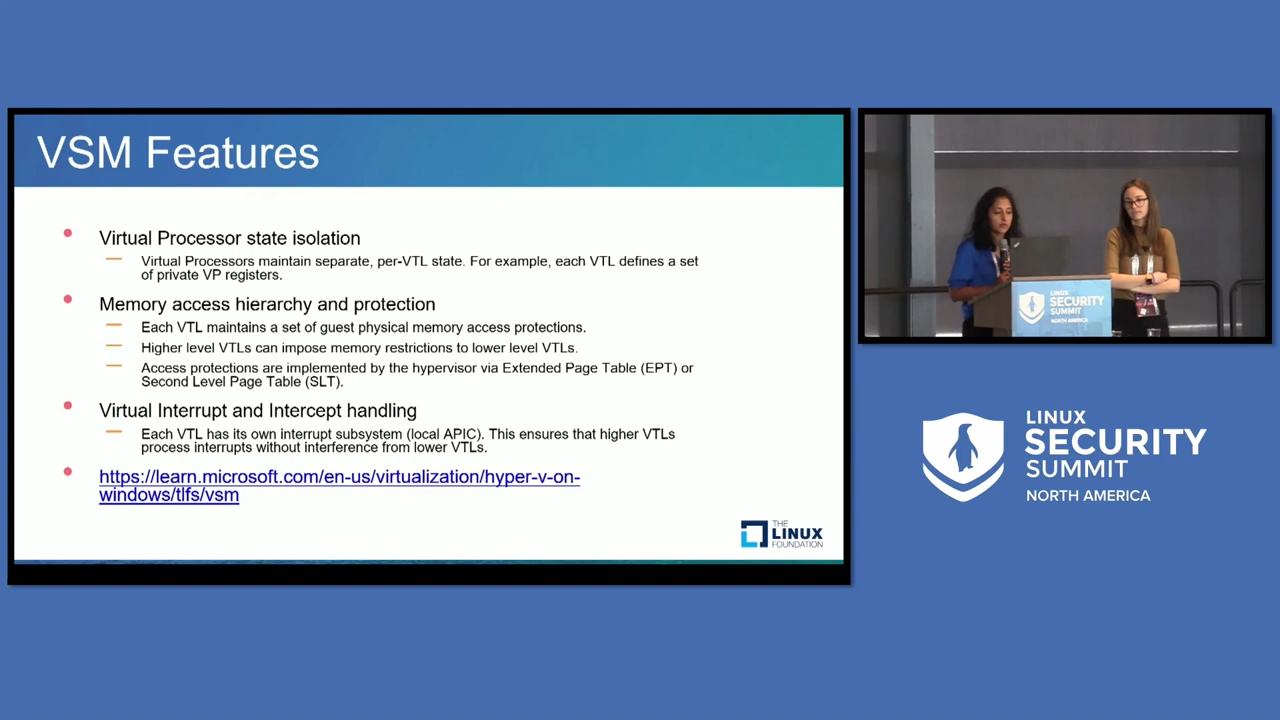 VSM Features
Virtual Processor state isolation
Virtual Processors maintain separate, per-VTL state. For example, each VTL defines a set
of private VP registers.
Memory access hierarchy and protection
Each VTL maintains a set of guest physical memory access protections.
Higher level VTLs can impose memory restrictions to lower level VTLs.
Access protections are implemented by the hypervisor via Extended Page Table (EPT) or
Second Level Page Table (SLT).
Virtual Interrupt and Intercept handling
Each VTL has its own interrupt subsystem (local APIC). This ensures that higher VTLs
process interrupts without interference from lower VTLs.
https://learn.microsoft.com/en-us/virtualization/hyper-v-on-
windows/tlfs/vsm
THE
LINUX
FOUNDATION
LINUX
SECURITY
SUMMIT
NORTH AMERICA
LINUX
SECURITY
SUMMIT
NORTH AMERICA